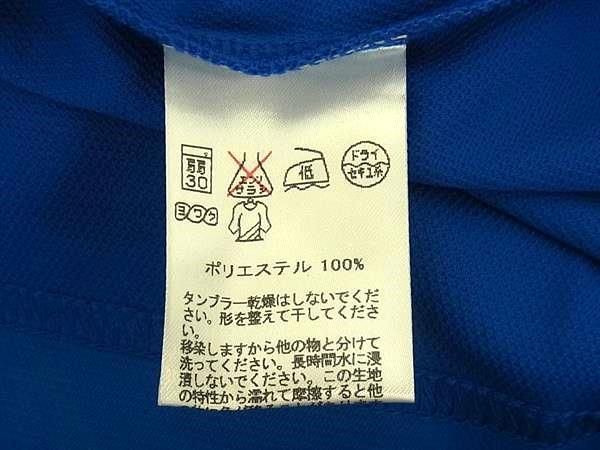 弱
30
エンソ
サラシ
低
ドライ
セキユ系
ヨワク
ポリエステル 100%
タンブラー乾燥はしないでくだ
さい。形を整えて干してくださ
い。
移染しますから他の物と分けて
洗ってください。長時間水に浸
漬しないでください。この生地
の特性から濡れて摩擦すると他